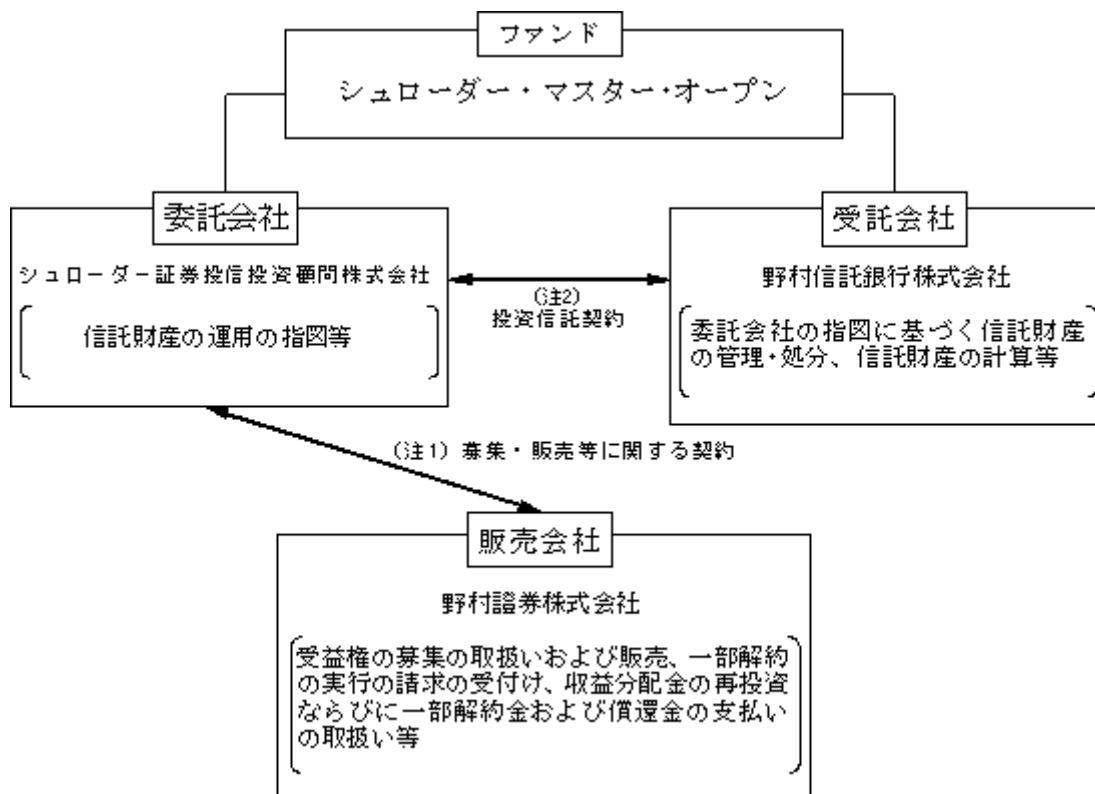 ファンド
シュローダー・マスター・オープン
委託会社
シュローダー証券投信投資顧問株式会社
信託財産の運用の指図等
(注2)
投資信託契約
受託会社
野村信託銀行株式会社
委託会社の指図に基づく信託財産
の管理・処分、信託財産の計算等
(注1) 募集・販売等に関する契約
販売会社
野村證券株式会社
受益権の募集の取扱いおよび販売、一部解約
の実行の請求の受付け、収益分配金の再投資
ならびに一部解約金および償還金の支払い
の取扱い等